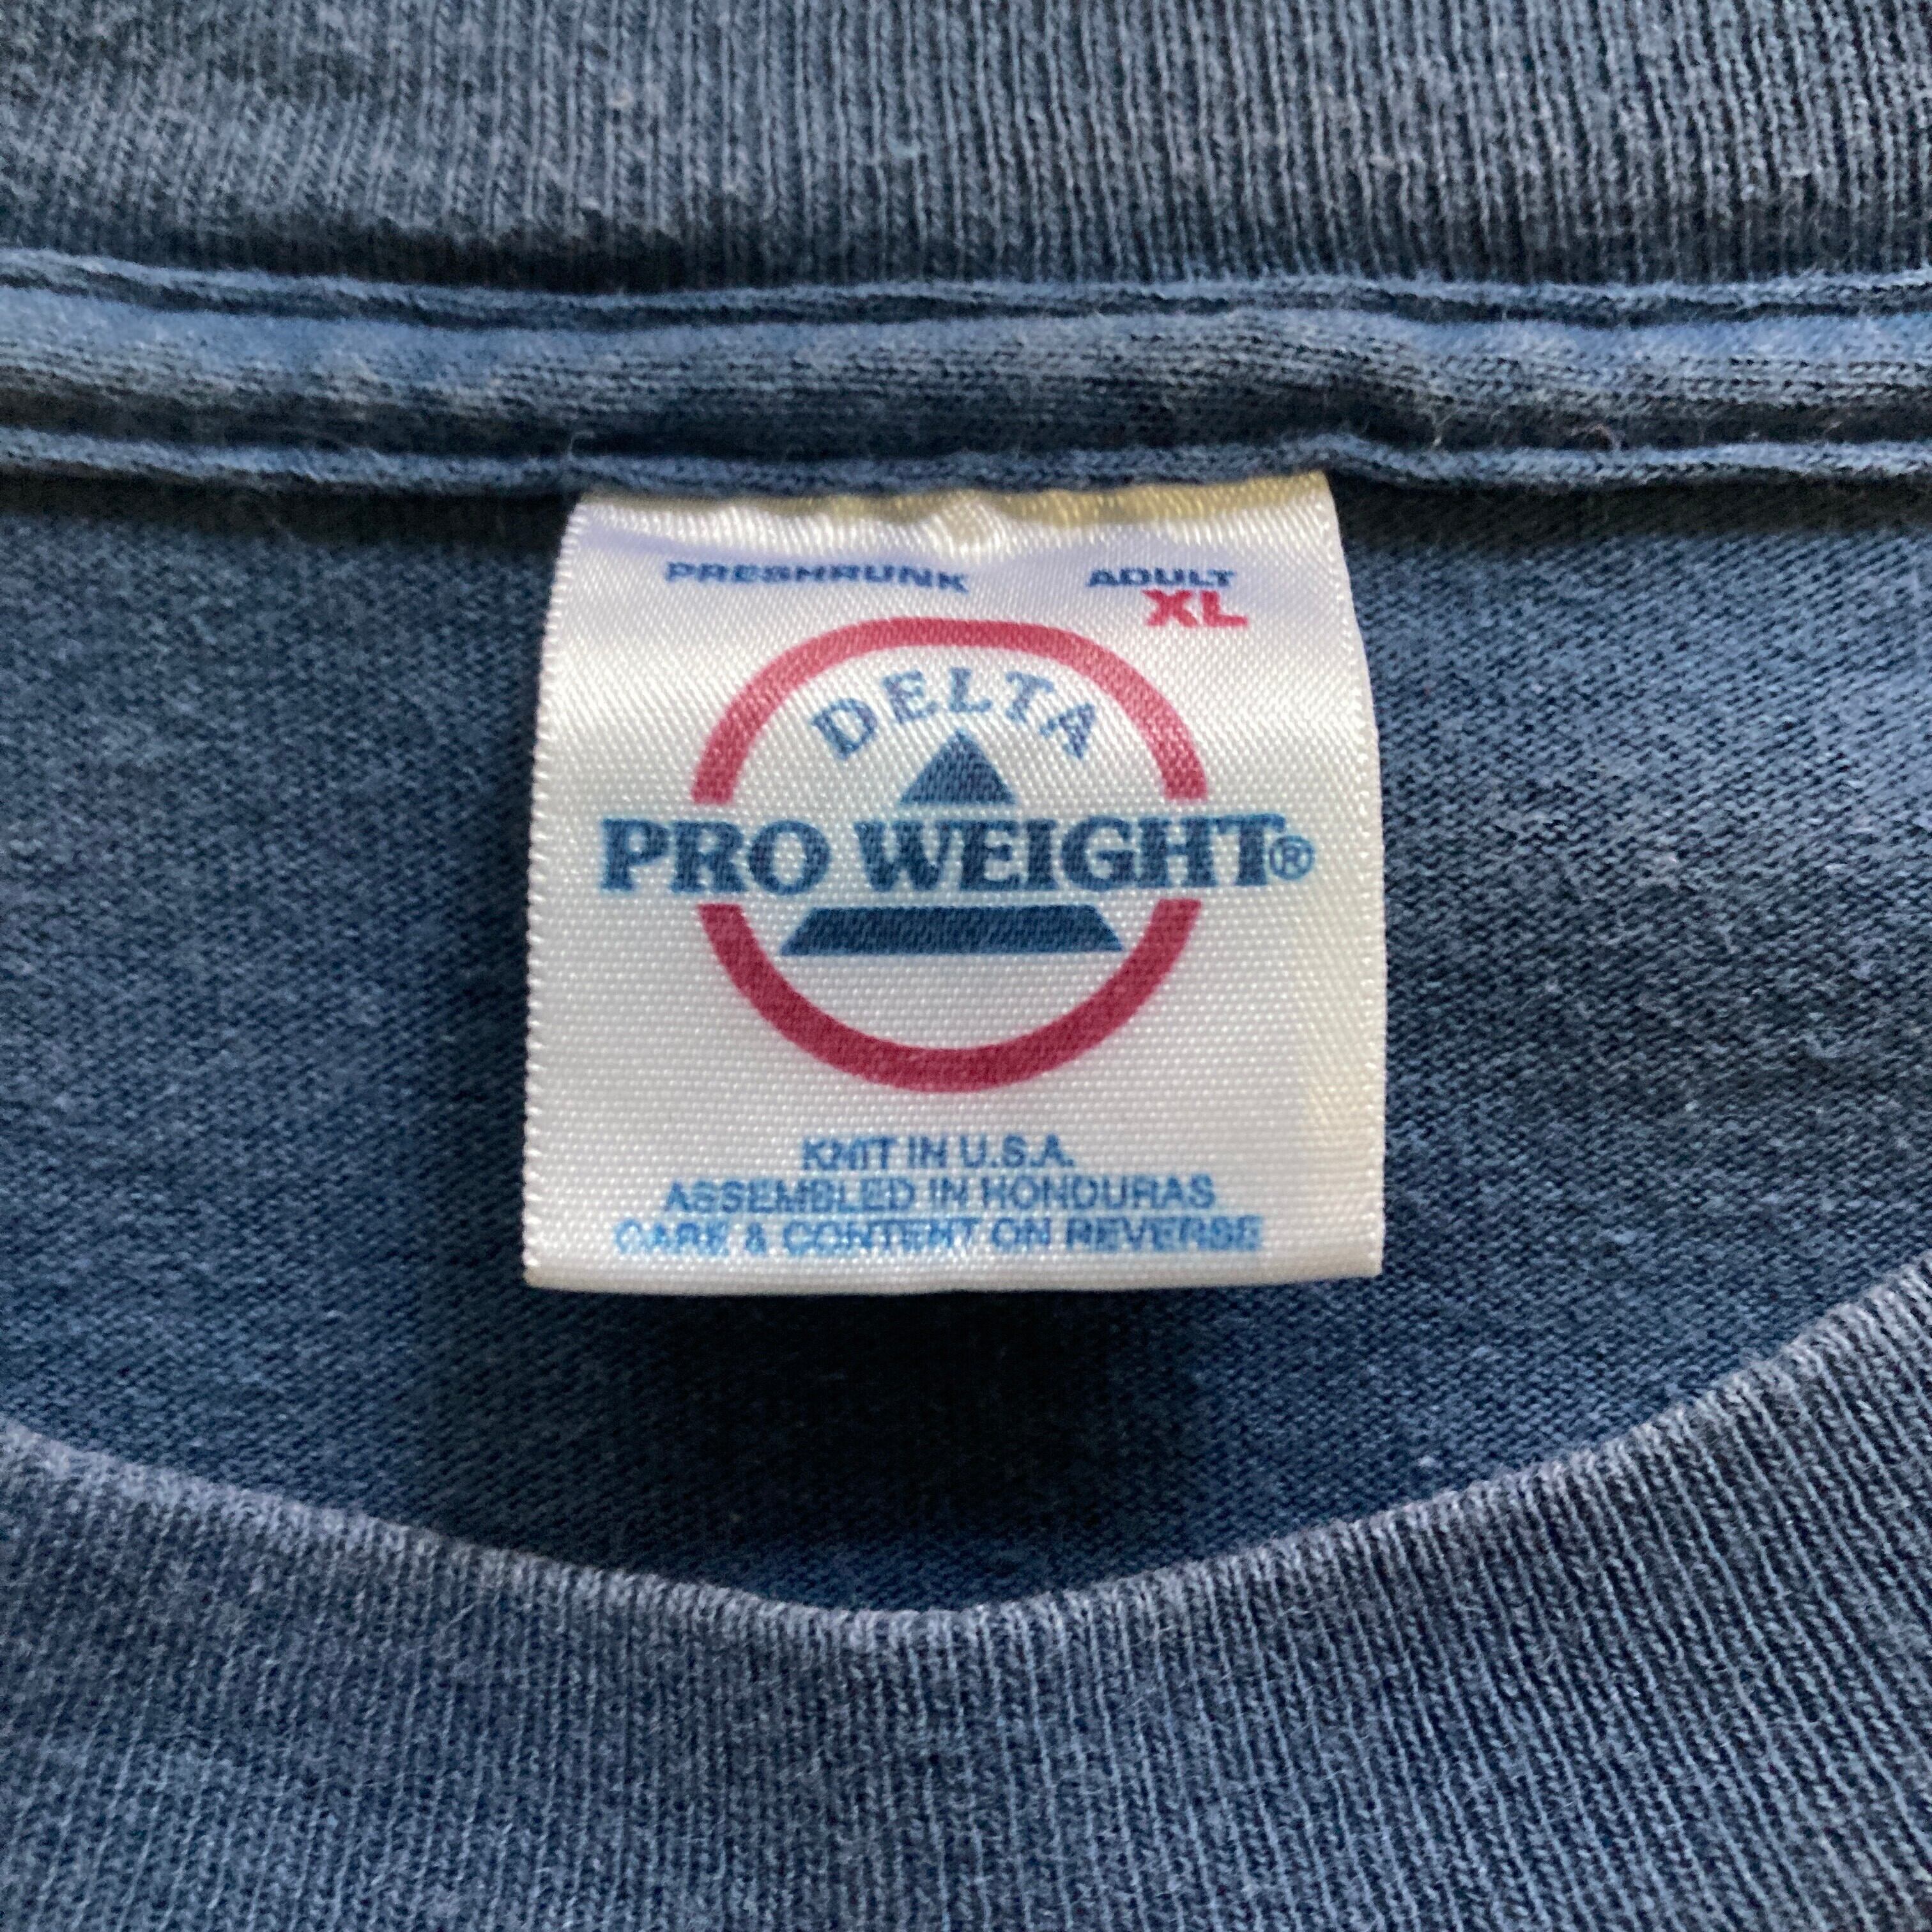 PRESHRUNK ADULT
XL
DELTA
PRO WEIGHT®
KNIT IN U.S.A.
ASSEMBLED IN HONDURAS
CARE & CONTENT ON REVERSE